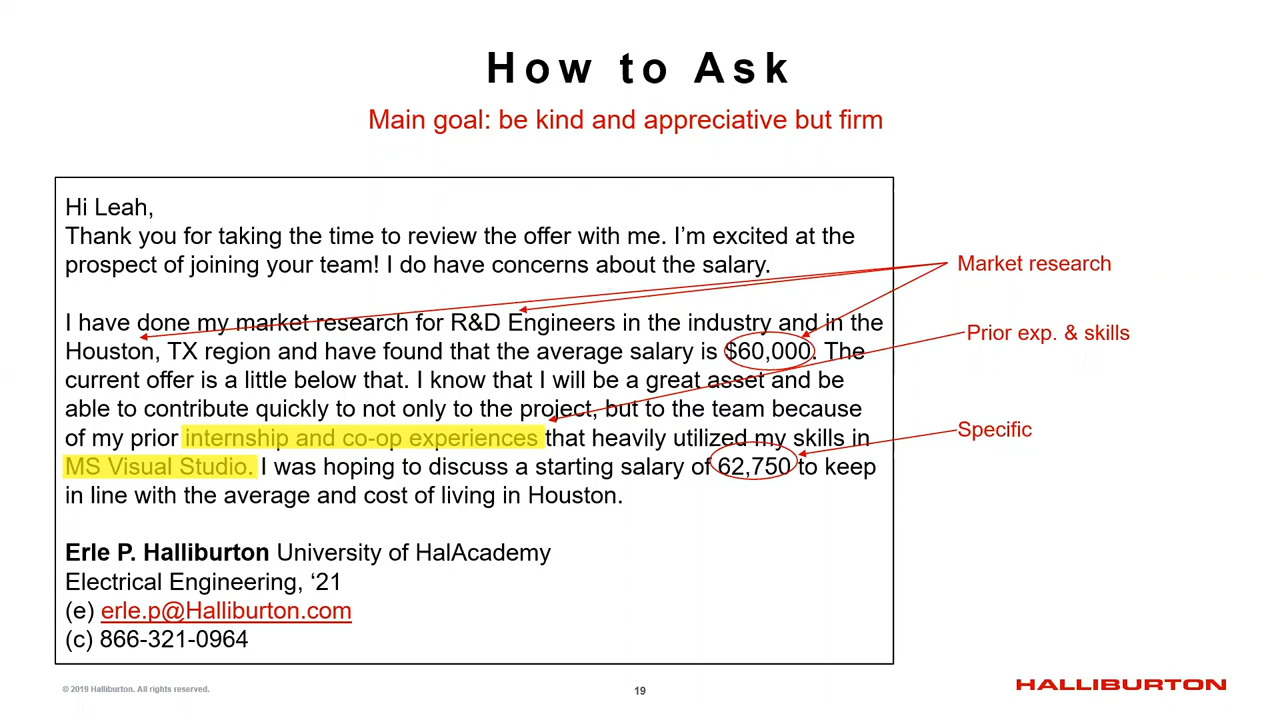 How to Ask
Main goal: be kind and appreciative but firm
Hi Leah,
Thank you for taking the time to review the offer with me. I’m excited at the
prospect of joining your team! I do have concerns about the salary.
I have done my market research for R&D Engineers in the industry and in the
Houston, TX region and have found that the average salary is $60,000. The
current offer is a little below that. I know that I will be a great asset and be
able to contribute quickly to not only to the project, but to the team because
of my prior internship and co-op experiences that heavily utilized my skills in
MS Visual Studio. I was hoping to discuss a starting salary of 62,750 to keep
in line with the average and cost of living in Houston.
Erle P. Halliburton University of HalAcademy
Electrical Engineering, ‘21
(e) erle.p@Halliburton.com
(c) 866-321-0964
Market research
Prior exp. & skills
Specific
© 2019 Halliburton. All rights reserved.
19
HALLIBURTON